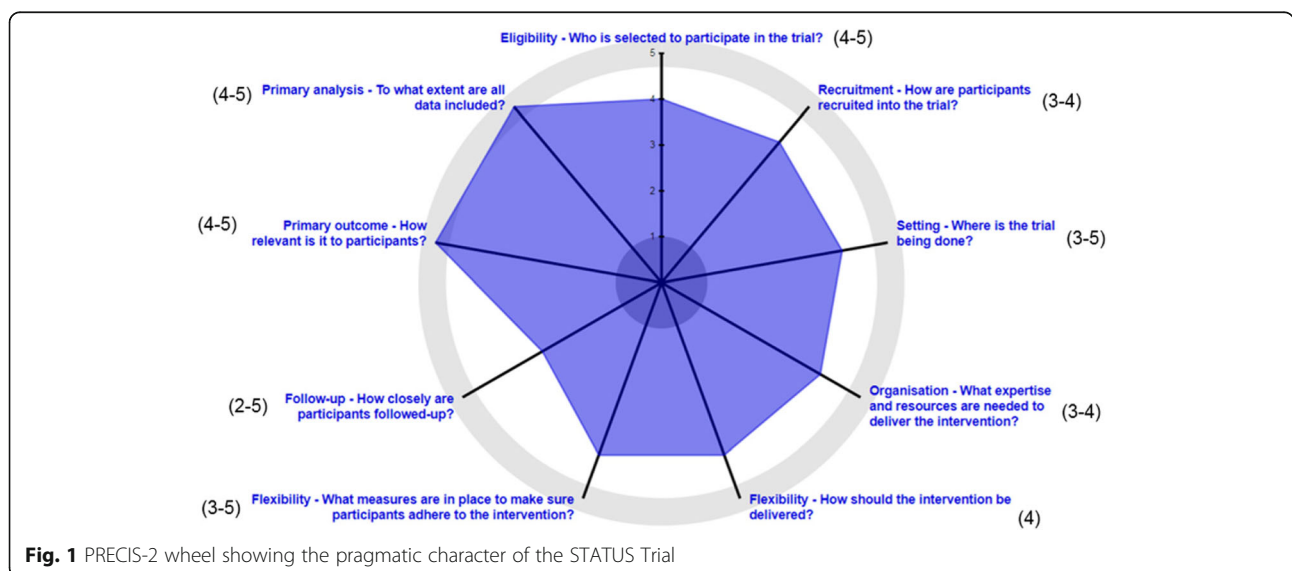 Eligibility - Who is selected to participate in the trial? (4-5)
5
4
3
2
1
(4-5) Primary analysis - To what extent are all
data included?
Recruitment - How are participants
recruited into the trial? (3-4)
(4-5) Primary outcome - How
relevant is it to participants?
Setting - Where is the trial
being done? (3-5)
(2-5) Follow-up - How closely are
participants followed-up?
Organisation - What expertise
and resources are needed to
deliver the intervention? (3-4)
(3-5) Flexibility - What measures are in place to make sure
participants adhere to the intervention?
Flexibility - How should the intervention be
delivered? (4)
Fig. 1 PRECIS-2 wheel showing the pragmatic character of the STATUS Trial